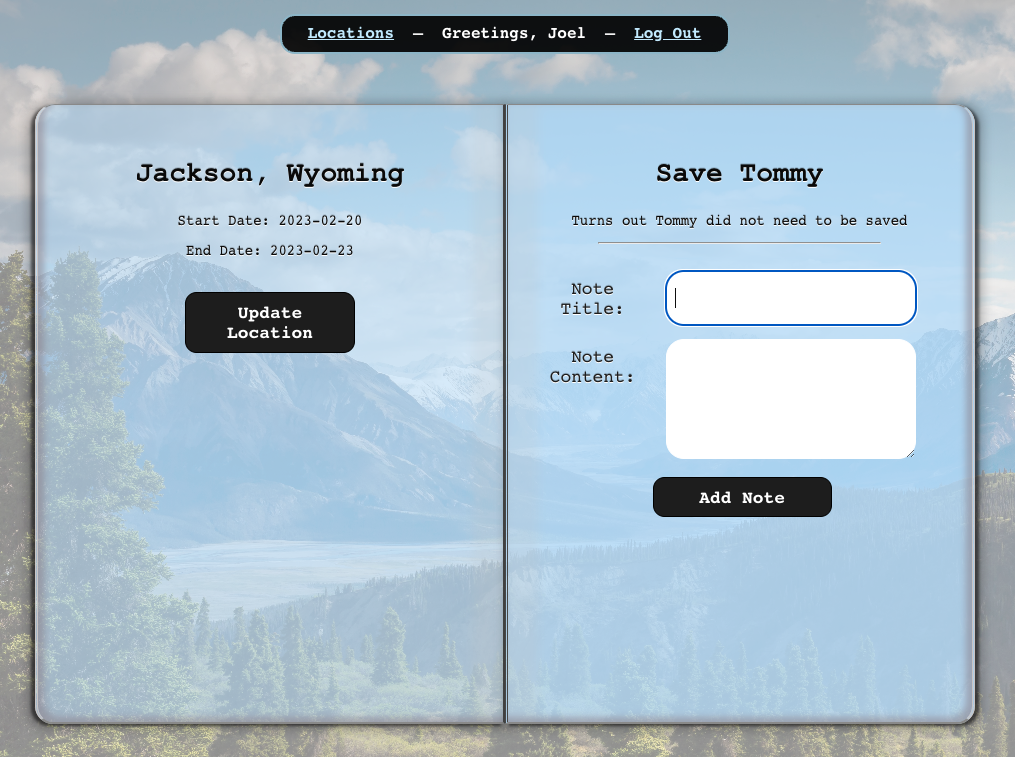 Locations — Greetings, Joel — Log Out
Jackson, Wyoming
Start Date: 2023-02-20
End Date: 2023-02-23
Update
Location
Save Tommy
Turns out Tommy did not need to be saved
Note
Title:
Note
Content:
Add Note